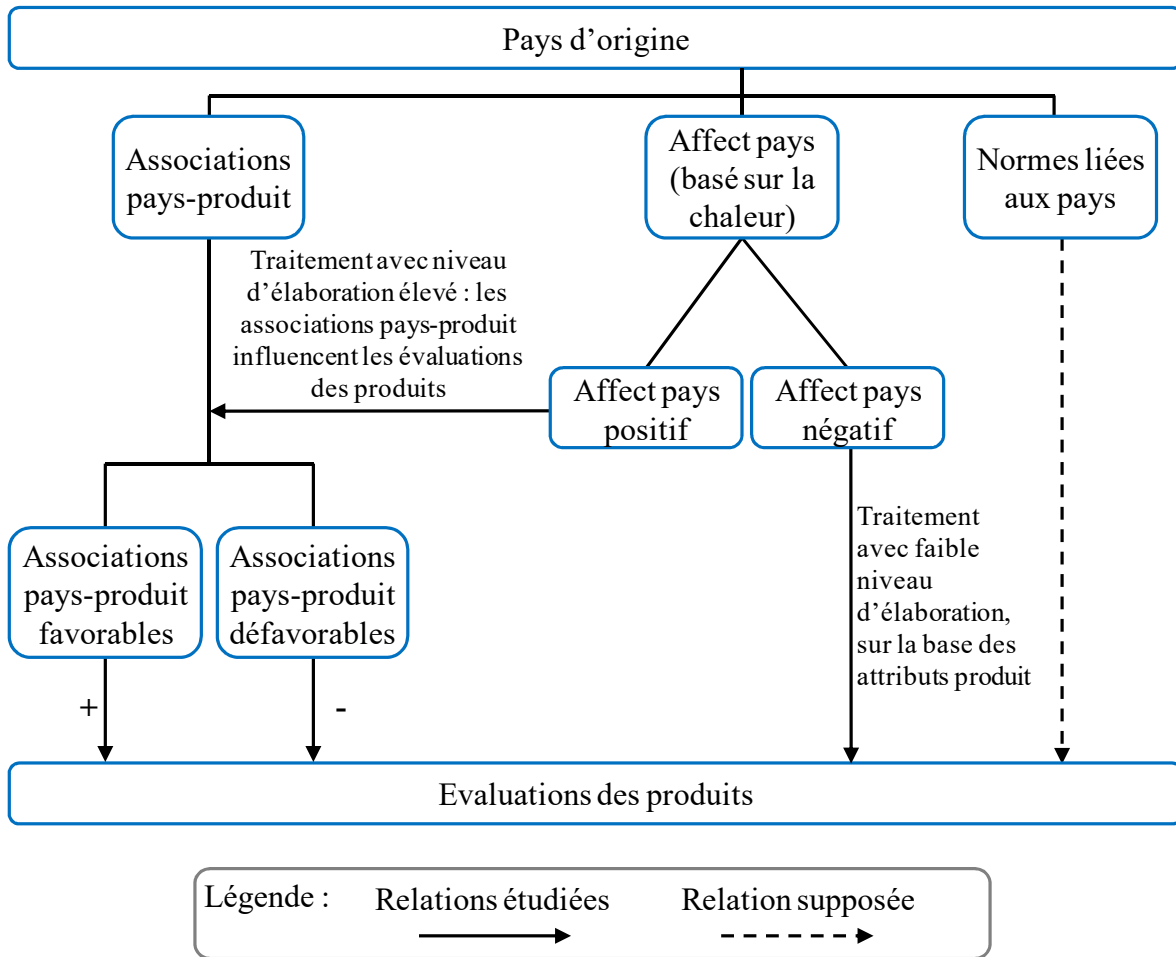 Pays d’origine
Associations
pays-produit
Affect pays
(basé sur la
chaleur)
Normes liées
aux pays
Traitement avec niveau
d’élaboration élevé : les
associations pays-produit
influencent les évaluations
des produits
Affect pays
positif
Affect pays
négatif
Associations
pays-produit
favorables
Associations
pays-produit
défavorables
Traitement
avec faible
niveau
d’élaboration,
sur la base des
attributs produit
+
-
Evaluations des produits
Légende :
Relations étudiées
Relation supposée